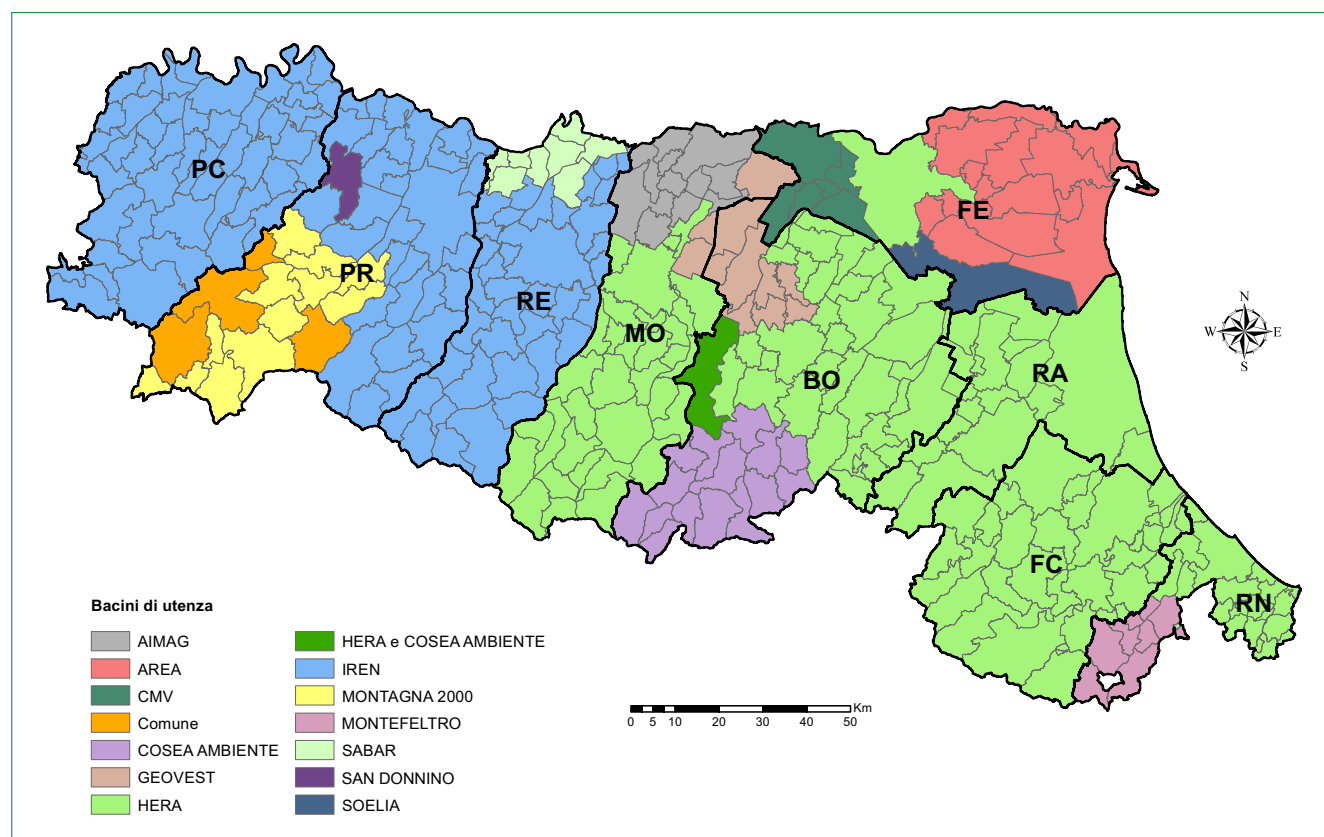 PC
PR
RE
MO
BO
FE
RA
FC
RN
N
W E
S
Bacini di utenza
AIMAG
AREA
CMV
Comune
COSEA AMBIENTE
GEOVEST
HERA
HERA e COSEA AMBIENTE
IREN
MONTAGNA 2000
MONTEFELTRO
SABAR
SAN DONNINO
SOELIA
Km
0 5 10 20 30 40 50